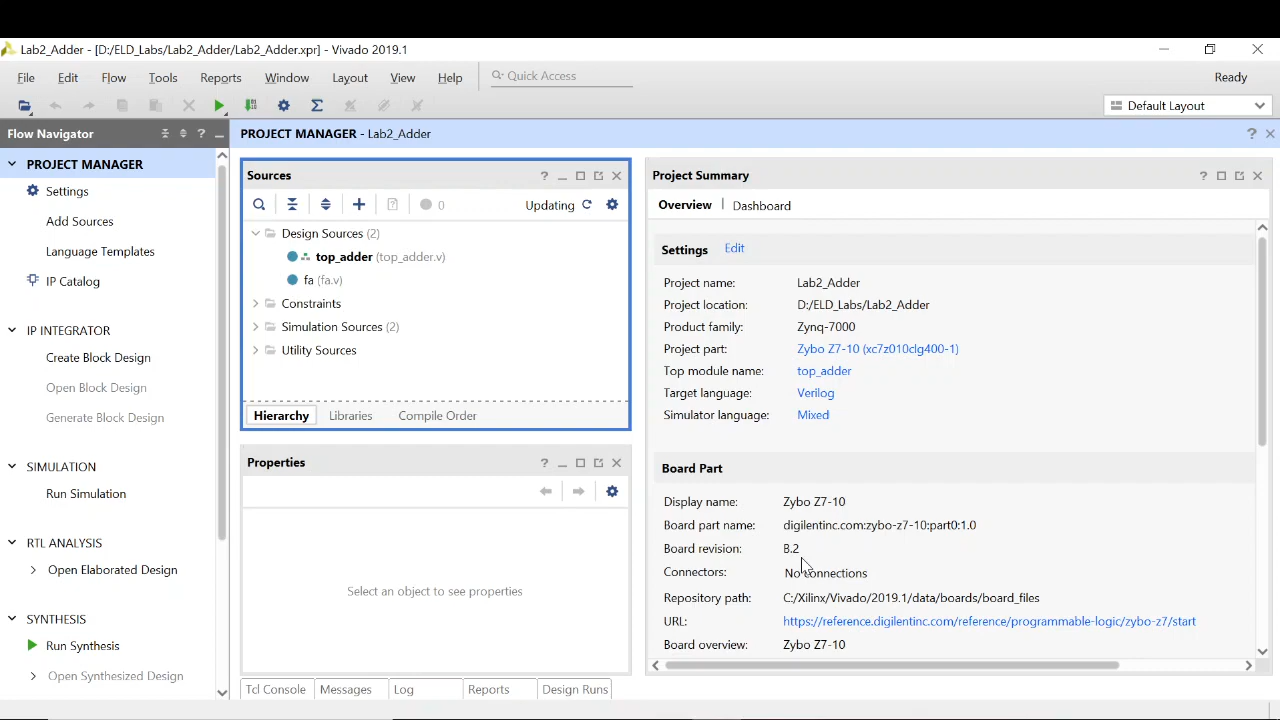 Lab2_Adder - [D:/ELD_Labs/Lab2_Adder/Lab2_Adder.xpr] - Vivado 2019.1
File Edit Flow Tools Reports Window Layout View Help Quick Access Ready
Default Layout
Flow Navigator
PROJECT MANAGER - Lab2_Adder
PROJECT MANAGER
Settings
Add Sources
Language Templates
IP Catalog
IP INTEGRATOR
Create Block Design
Open Block Design
Generate Block Design
SIMULATION
Run Simulation
RTL ANALYSIS
Open Elaborated Design
SYNTHESIS
Run Synthesis
Open Synthesized Design
Sources
0 Updating
Design Sources (2)
top_adder (top_adder.v)
fa (fa.v)
Constraints
Simulation Sources (2)
Utility Sources
Hierarchy Libraries Compile Order
Properties
Select an object to see properties
Tcl Console Messages Log Reports Design Runs
Project Summary
Overview | Dashboard
Settings Edit
Project name: Lab2_Adder
Project location: D:/ELD_Labs/Lab2_Adder
Product family: Zynq-7000
Project part: Zybo Z7-10 (xc7z010clg400-1)
Top module name: top_adder
Target language: Verilog
Simulator language: Mixed
Board Part
Display name: Zybo Z7-10
Board part name: digilentinc.com:zybo-z7-10:part0:1.0
Board revision: B.2
Connectors: No connections
Repository path: C:/Xilinx/Vivado/2019.1/data/boards/board_files
URL: https://reference.digilentinc.com/reference/programmable-logic/zybo-z7/start
Board overview: Zybo Z7-10